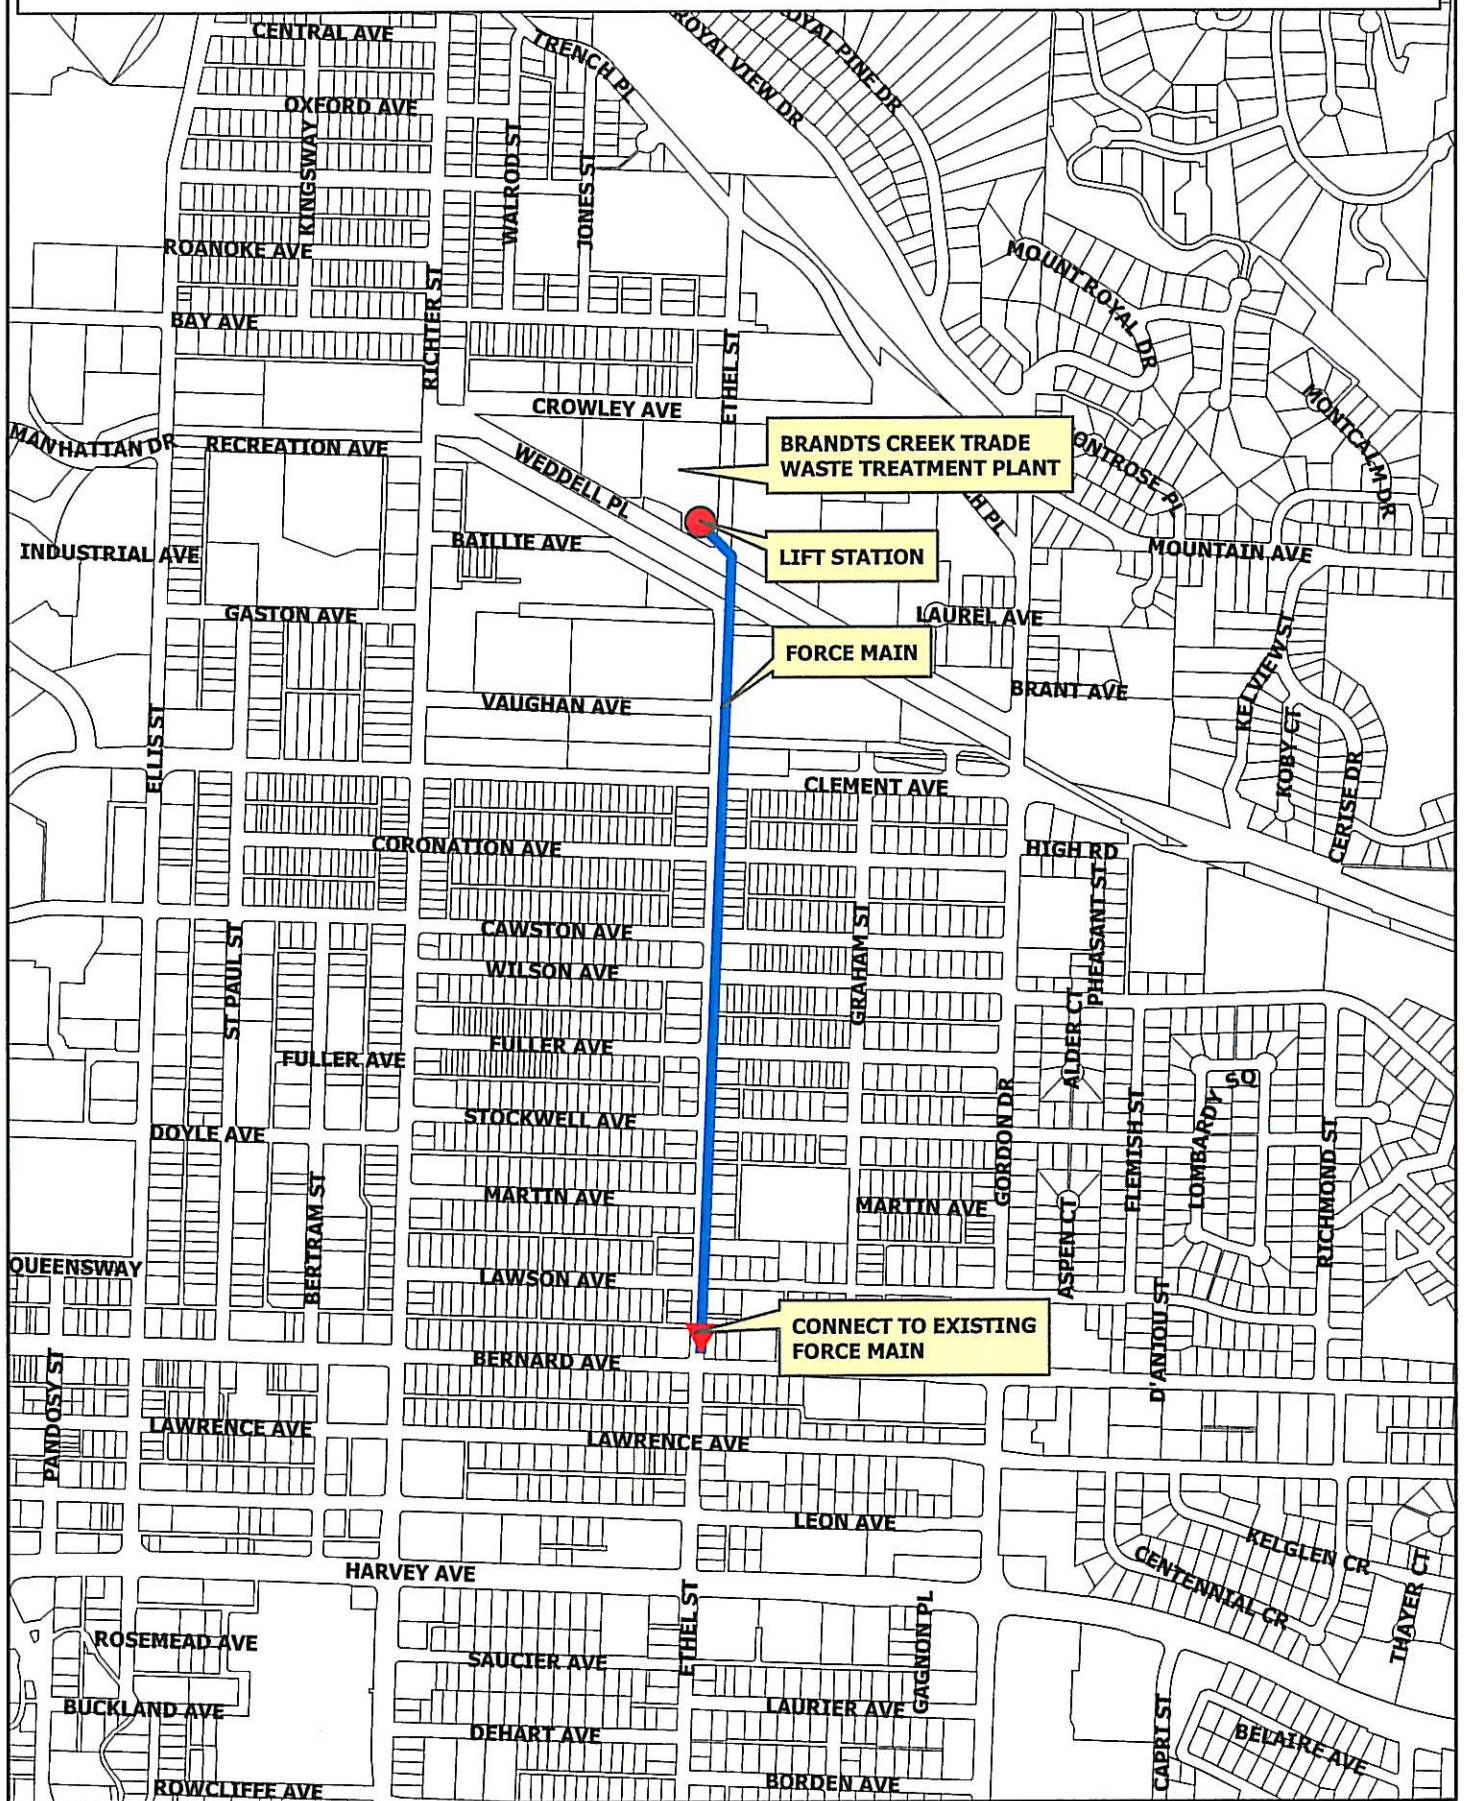 CENTRAL AVE
TRENCH PL
ROYAL VIEW DR
ROYAL PINE DR
OXFORD AVE
KINGSWAY
WALROD ST
JONES ST
ROANOKE AVE
RICHTER ST
MOUNT ROYAL DR
BAY AVE
ETHEL ST
CROWLEY AVE
MONTCALM DR
MANHATTAN DR
RECREATION AVE
WEDDELL PL
BRANDTS CREEK TRADE
WASTE TREATMENT PLANT
ONTROSE PL
CH PL
INDUSTRIAL AVE
BAILLIE AVE
LIFT STATION
MOUNTAIN AVE
GASTON AVE
LAUREL AVE
FORCE MAIN
KELVIEW ST
BRANT AVE
VAUGHAN AVE
ELLIS ST
KOBY CT
CERISE DR
CLEMENT AVE
CORONATION AVE
HIGH RD
PHEASANT ST
CAWSTON AVE
ST PAUL ST
GRAHAM ST
WILSON AVE
FULLER AVE
FULLER AVE
ALDER CT
LOMBARDY SQ
GORDON DR
STOCKWELL AVE
DOYLE AVE
FLEMISH ST
RICHMOND ST
BERTRAM ST
MARTIN AVE
MARTIN AVE
ASPEN CT
QUEENSWAY
LAWSON AVE
CONNECT TO EXISTING
FORCE MAIN
D'ANJOU ST
BERNARD AVE
PANDOSY ST
LAWRENCE AVE
LAWRENCE AVE
LEON AVE
KELGLEN CR
CENTENNIAL CR
THAYER CT
HARVEY AVE
ETHEL ST
GAGNON PL
ROSEMEAD AVE
SAUCIER AVE
BUCKLAND AVE
LAURIER AVE
DEHART AVE
CAPRI ST
BELAIRE AVE
ROWCLIFFE AVE
BORDEN AVE